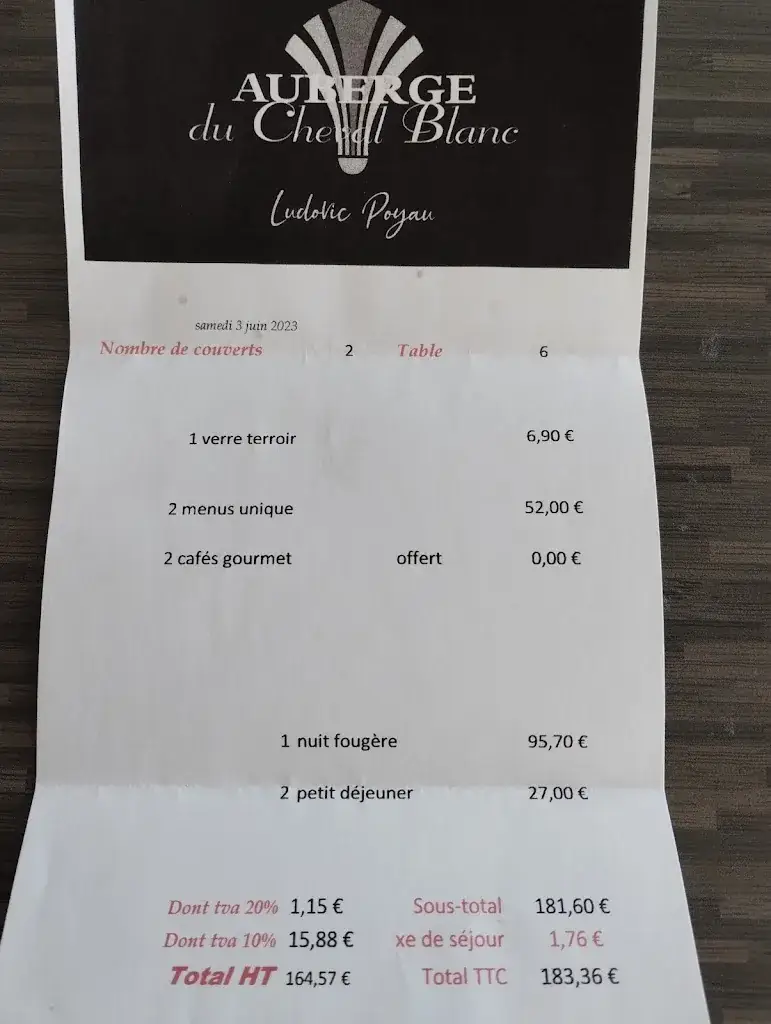 AUBERGE
du Cheval Blanc
Ludovic Poyau
samedi 3 juin 2023
Nombre de couverts 2 Table 6
1 verre terroir 6,90 €
2 menus unique 52,00 €
2 cafés gourmet offert 0,00 €
1 nuit fougère 95,70 €
2 petit déjeuner 27,00 €
Dont tva 20% 1,15 € Sous-total 181,60 €
Dont tva 10% 15,88 € xe de séjour 1,76 €
Total HT 164,57 € Total TTC 183,36 €